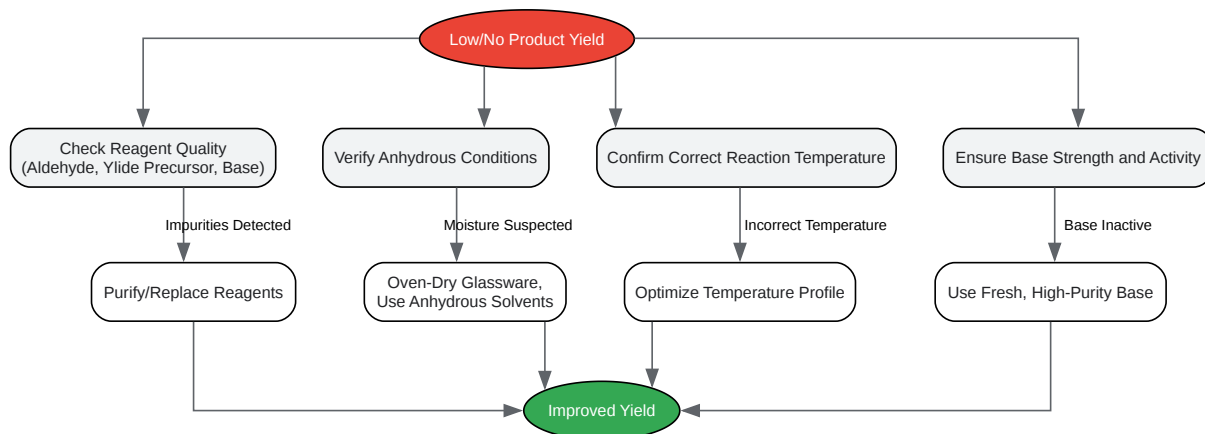 Low/No Product Yield
Check Reagent Quality
(Aldehyde, Ylide Precursor, Base)
Verify Anhydrous Conditions
Confirm Correct Reaction Temperature
Ensure Base Strength and Activity
Impurities Detected
Moisture Suspected
Incorrect Temperature
Base Inactive
Purify/Replace Reagents
Oven-Dry Glassware,
Use Anhydrous Solvents
Optimize Temperature Profile
Use Fresh, High-Purity Base
Improved Yield